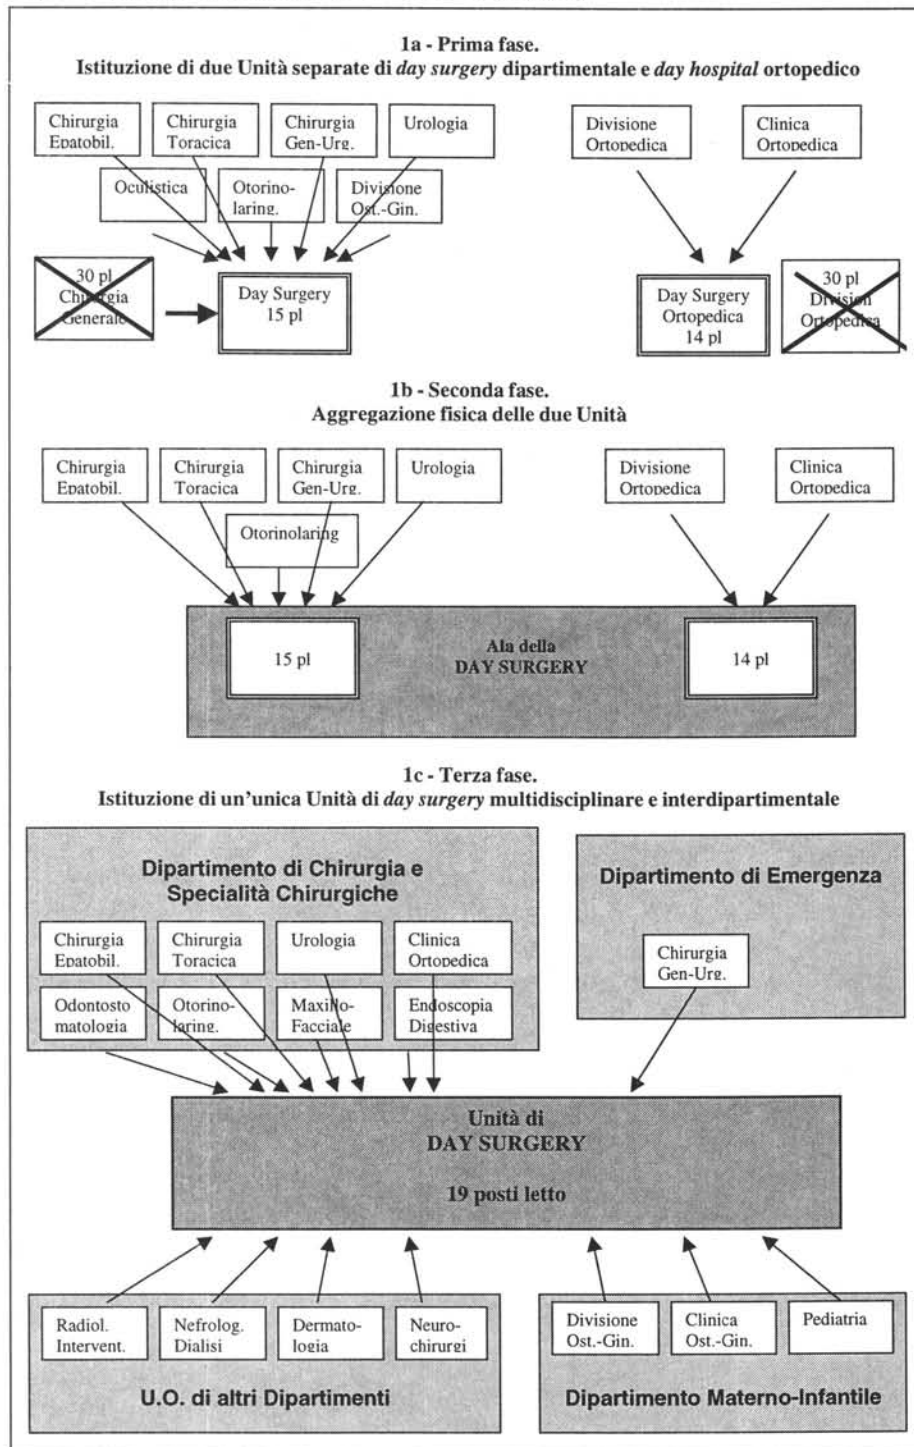 1a - Prima fase.
Istituzione di due Unità separate di day surgery dipartimentale e day hospital ortopedico
Chirurgia
Epatobil.
Chirurgia
Toracica
Chirurgia
Gen-Urg.
Urologia
Divisione
Ortopedica
Clinica
Ortopedica
Oculistica
Otorino-
laring.
Divisione
Ost.-Gin.
30 pl
Chirurgia
Generale
Day Surgery
15 pl
Day Surgery
Ortopedica
14 pl
30 pl
Division
Ortopedica
1b - Seconda fase.
Aggregazione fisica delle due Unità
Chirurgia
Epatobil.
Chirurgia
Toracica
Chirurgia
Gen-Urg.
Urologia
Divisione
Ortopedica
Clinica
Ortopedica
Otorinolaring
15 pl
Ala della
DAY SURGERY
14 pl
1c - Terza fase.
Istituzione di un'unica Unità di day surgery multidisciplinare e interdipartimentale
Dipartimento di Chirurgia e
Specialità Chirurgiche
Chirurgia
Epatobil.
Chirurgia
Toracica
Urologia
Clinica
Ortopedica
Odontosto
matologia
Otorino-
laring.
Maxillo-
Facciale
Endoscopia
Digestiva
Dipartimento di Emergenza
Chirurgia
Gen-Urg.
Unità di
DAY SURGERY
19 posti letto
Radiol.
Intervent.
Nefrolog.
Dialisi
Dermato-
logia
Neuro-
chirurgi
U.O. di altri Dipartimenti
Divisione
Ost.-Gin.
Clinica
Ost.-Gin.
Pediatria
Dipartimento Materno-Infantile